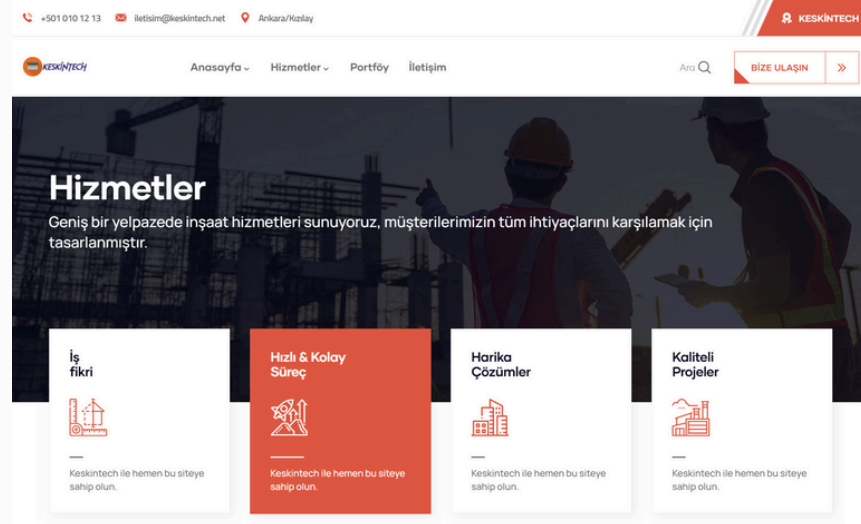 +501 010 12 13 iletisim@keskintech.net Ankara/Kızılay KESKİNTECH
KESKİNTECH Anasayfa Hizmetler Portföy İletişim Ara BİZE ULAŞIN
Hizmetler
Geniş bir yelpazede inşaat hizmetleri sunuyoruz, müşterilerimizin tüm ihtiyaçlarını karşılamak için
tasarlanmıştır.
İş
fikri
Keskintech ile hemen bu siteye
sahip olun.
Hızlı & Kolay
Süreç
Keskintech ile hemen bu siteye
sahip olun.
Harika
Çözümler
Keskintech ile hemen bu siteye
sahip olun.
Kaliteli
Projeler
Keskintech ile hemen bu siteye
sahip olun.